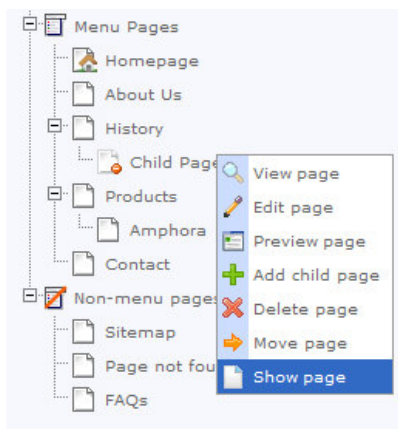 Menu Pages
Homepage
About Us
History
Child Page
Products
Amphora
Contact
Non-menu pages
Sitemap
Page not fou
FAQs
View page
Edit page
Preview page
Add child page
Delete page
Move page
Show page